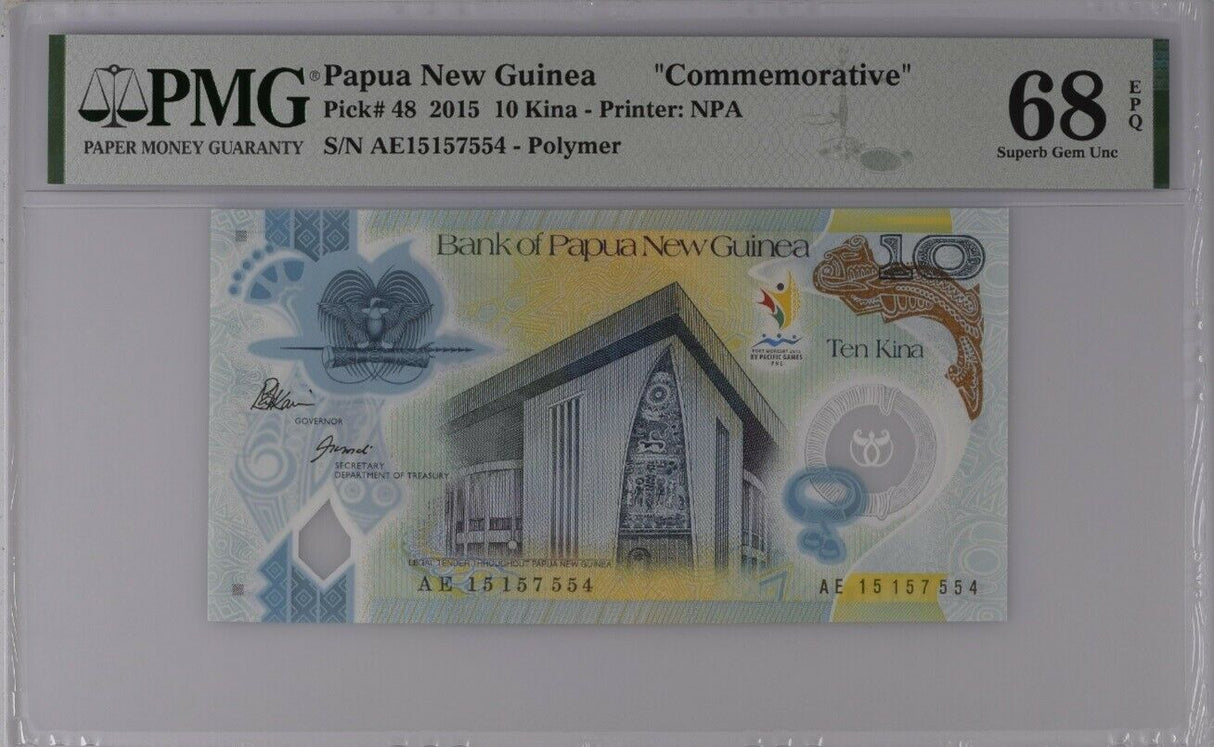 PMG®
PAPER MONEY GUARANTY
Papua New Guinea "Commemorative"
Pick# 48 2015 10 Kina - Printer: NPA
S/N AE15157554 - Polymer
68
EPQ
Superb Gem Unc
Bank of Papua New Guinea
10
PORT MORESBY 2015
XV PACIFIC GAMES
PNG
Ten Kina
GOVERNOR
SECRETARY
DEPARTMENT OF TREASURY
LEGAL TENDER THROUGHOUT PAPUA NEW GUINEA
AE 15157554
AE 15157554